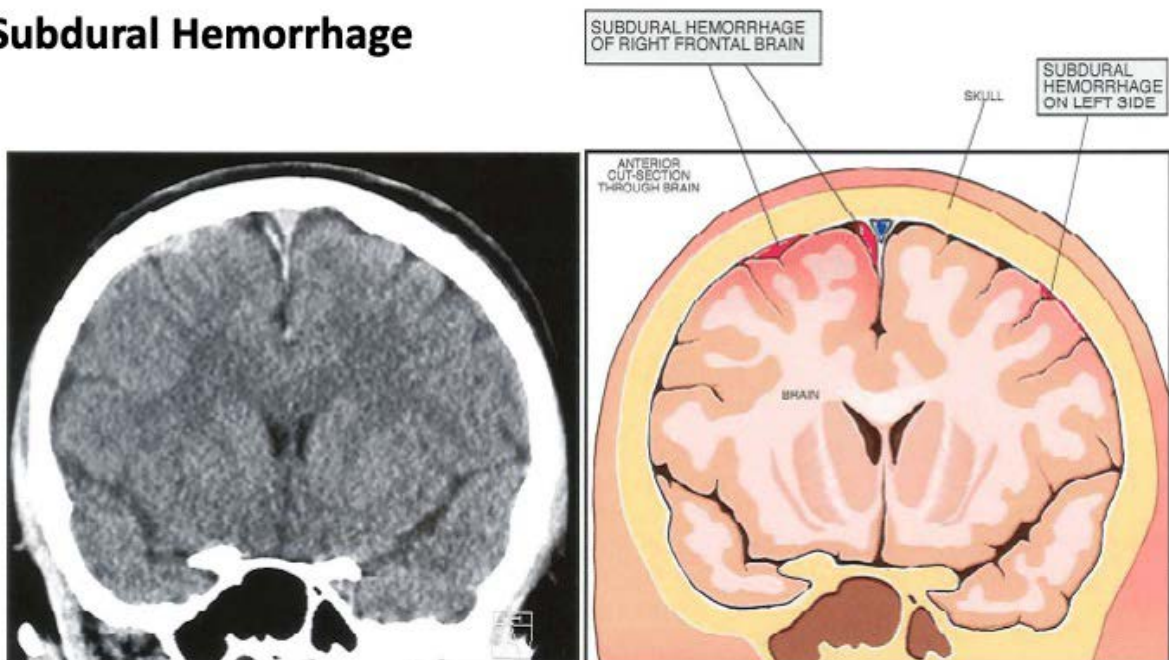 Subdural Hemorrhage
SUBDURAL HEMORRHAGE
OF RIGHT FRONTAL BRAIN
SUBDURAL
HEMORRHAGE
ON LEFT SIDE
SKULL
ANTERIOR
CUT-SECTION
THROUGH BRAIN
BRAIN